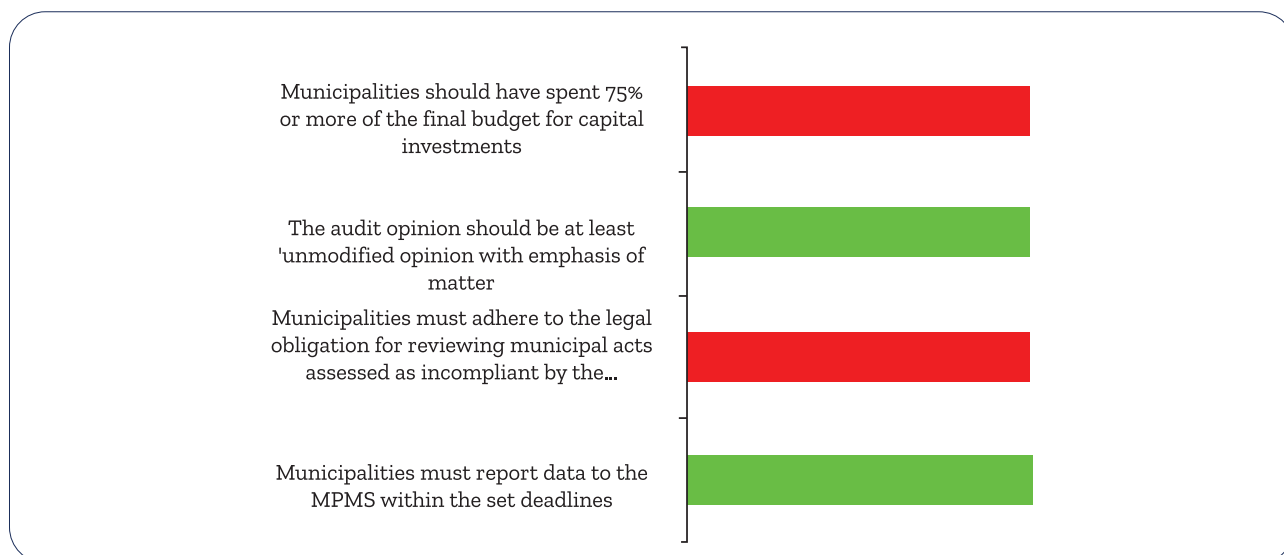 Municipalities should have spent 75%
or more of the final budget for capital
investments
The audit opinion should be at least
'unmodified opinion with emphasis of
matter
Municipalities must adhere to the legal
obligation for reviewing municipal acts
assessed as incompliant by the...
Municipalities must report data to the
MPMS within the set deadlines